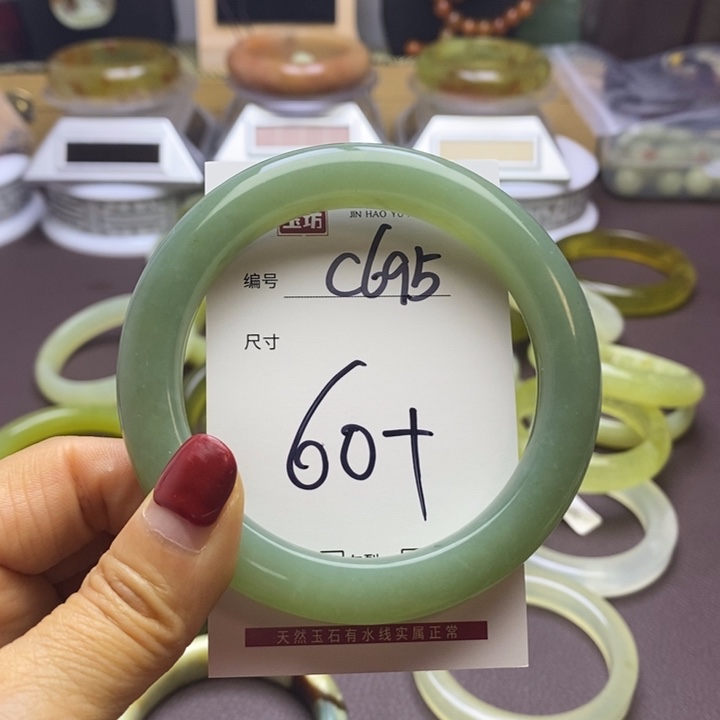 玉坊
JIN HAO YU
编号 C695
尺寸
60+
天然玉石有水线实属正常